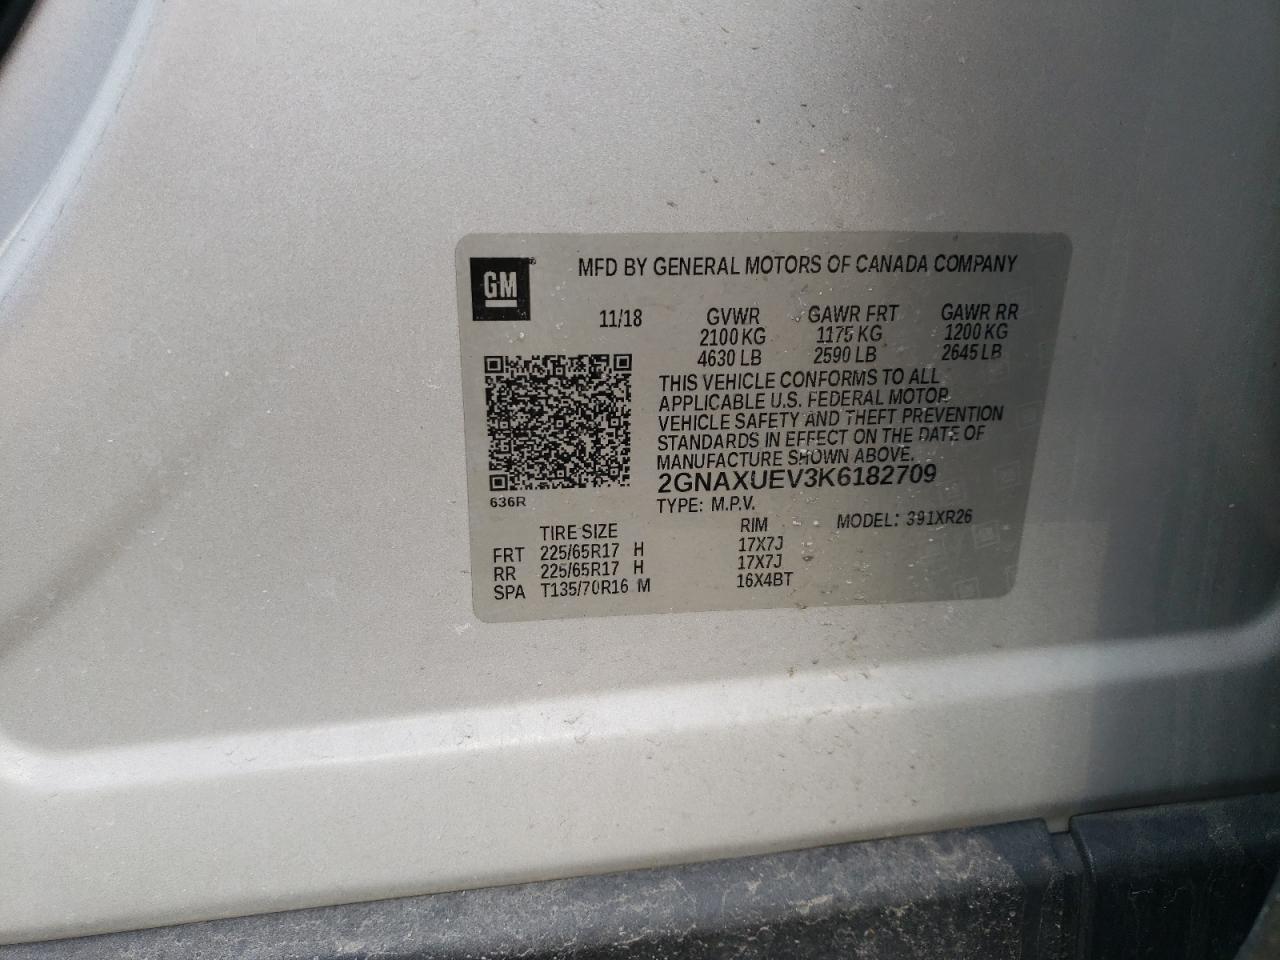 GM®
MFD BY GENERAL MOTORS OF CANADA COMPANY
11/18 GVWR GAWR FRT GAWR RR
2100 KG 1175 KG 1200 KG
4630 LB 2590 LB 2645 LB
THIS VEHICLE CONFORMS TO ALL
APPLICABLE U.S. FEDERAL MOTOR
VEHICLE SAFETY AND THEFT PREVENTION
STANDARDS IN EFFECT ON THE DATE OF
MANUFACTURE SHOWN ABOVE.
2GNAXUEV3K6182709
636R TYPE: M.P.V.
MODEL: 391XR26
TIRE SIZE RIM
FRT 225/65R17 H 17X7J
RR 225/65R17 H 17X7J
SPA T135/70R16 M 16X4BT